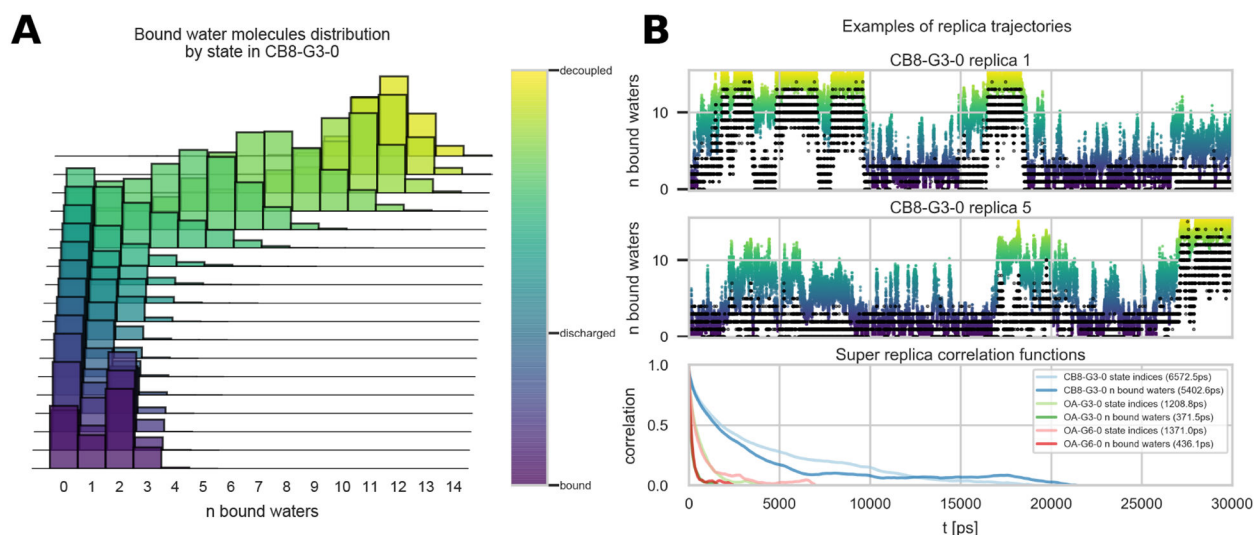 A
Bound water molecules distribution
by state in CB8-G3-0
decoupled
discharged
bound
0 1 2 3 4 5 6 7 8 9 10 11 12 13 14
n bound waters
B
Examples of replica trajectories
CB8-G3-0 replica 1
n bound waters
10
0
CB8-G3-0 replica 5
n bound waters
10
0
Super replica correlation functions
correlation
1.0
0.5
0.0
CB8-G3-0 state indices (6572.5ps)
CB8-G3-0 n bound waters (5402.6ps)
OA-G3-0 state indices (1208.8ps)
OA-G3-0 n bound waters (371.5ps)
OA-G6-0 state indices (1371.0ps)
OA-G6-0 n bound waters (436.1ps)
0 5000 10000 15000 20000 25000 30000
t [ps]